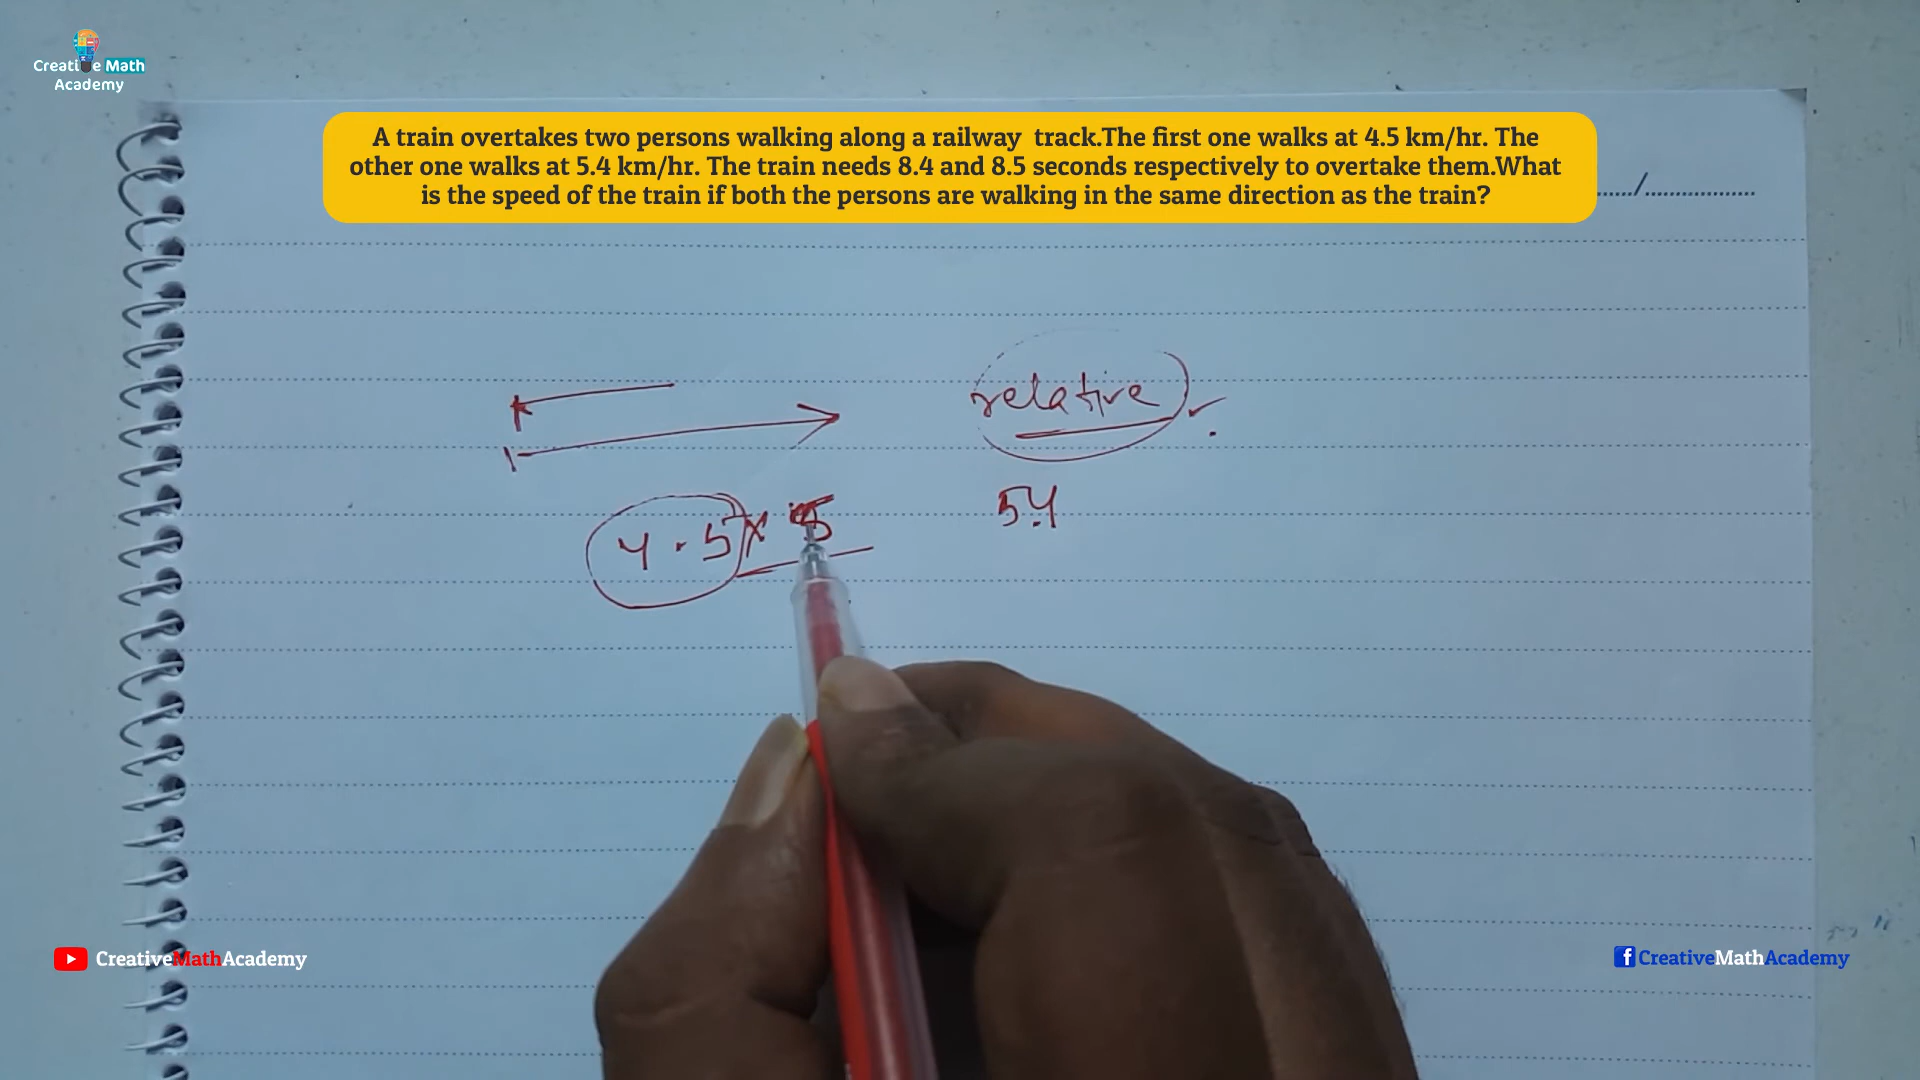 Creative Math
Academy
A train overtakes two persons walking along a railway track.The first one walks at 4.5 km/hr. The
other one walks at 5.4 km/hr. The train needs 8.4 and 8.5 seconds respectively to overtake them.What
is the speed of the train if both the persons are walking in the same direction as the train?
....../................
relative
4.5 × 5
5.4
CreativeMathAcademy
CreativeMathAcademy